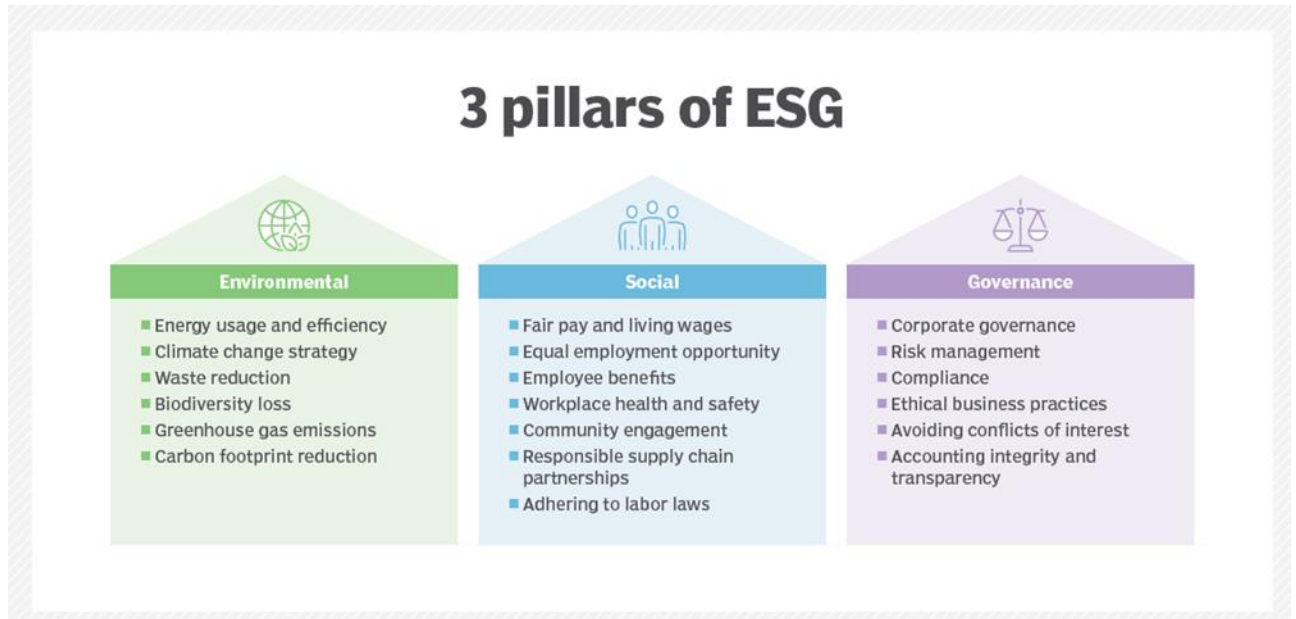 3 pillars of ESG
Environmental
Energy usage and efficiency
Climate change strategy
Waste reduction
Biodiversity loss
Greenhouse gas emissions
Carbon footprint reduction
Social
Fair pay and living wages
Equal employment opportunity
Employee benefits
Workplace health and safety
Community engagement
Responsible supply chain
partnerships
Adhering to labor laws
Governance
Corporate governance
Risk management
Compliance
Ethical business practices
Avoiding conflicts of interest
Accounting integrity and
transparency